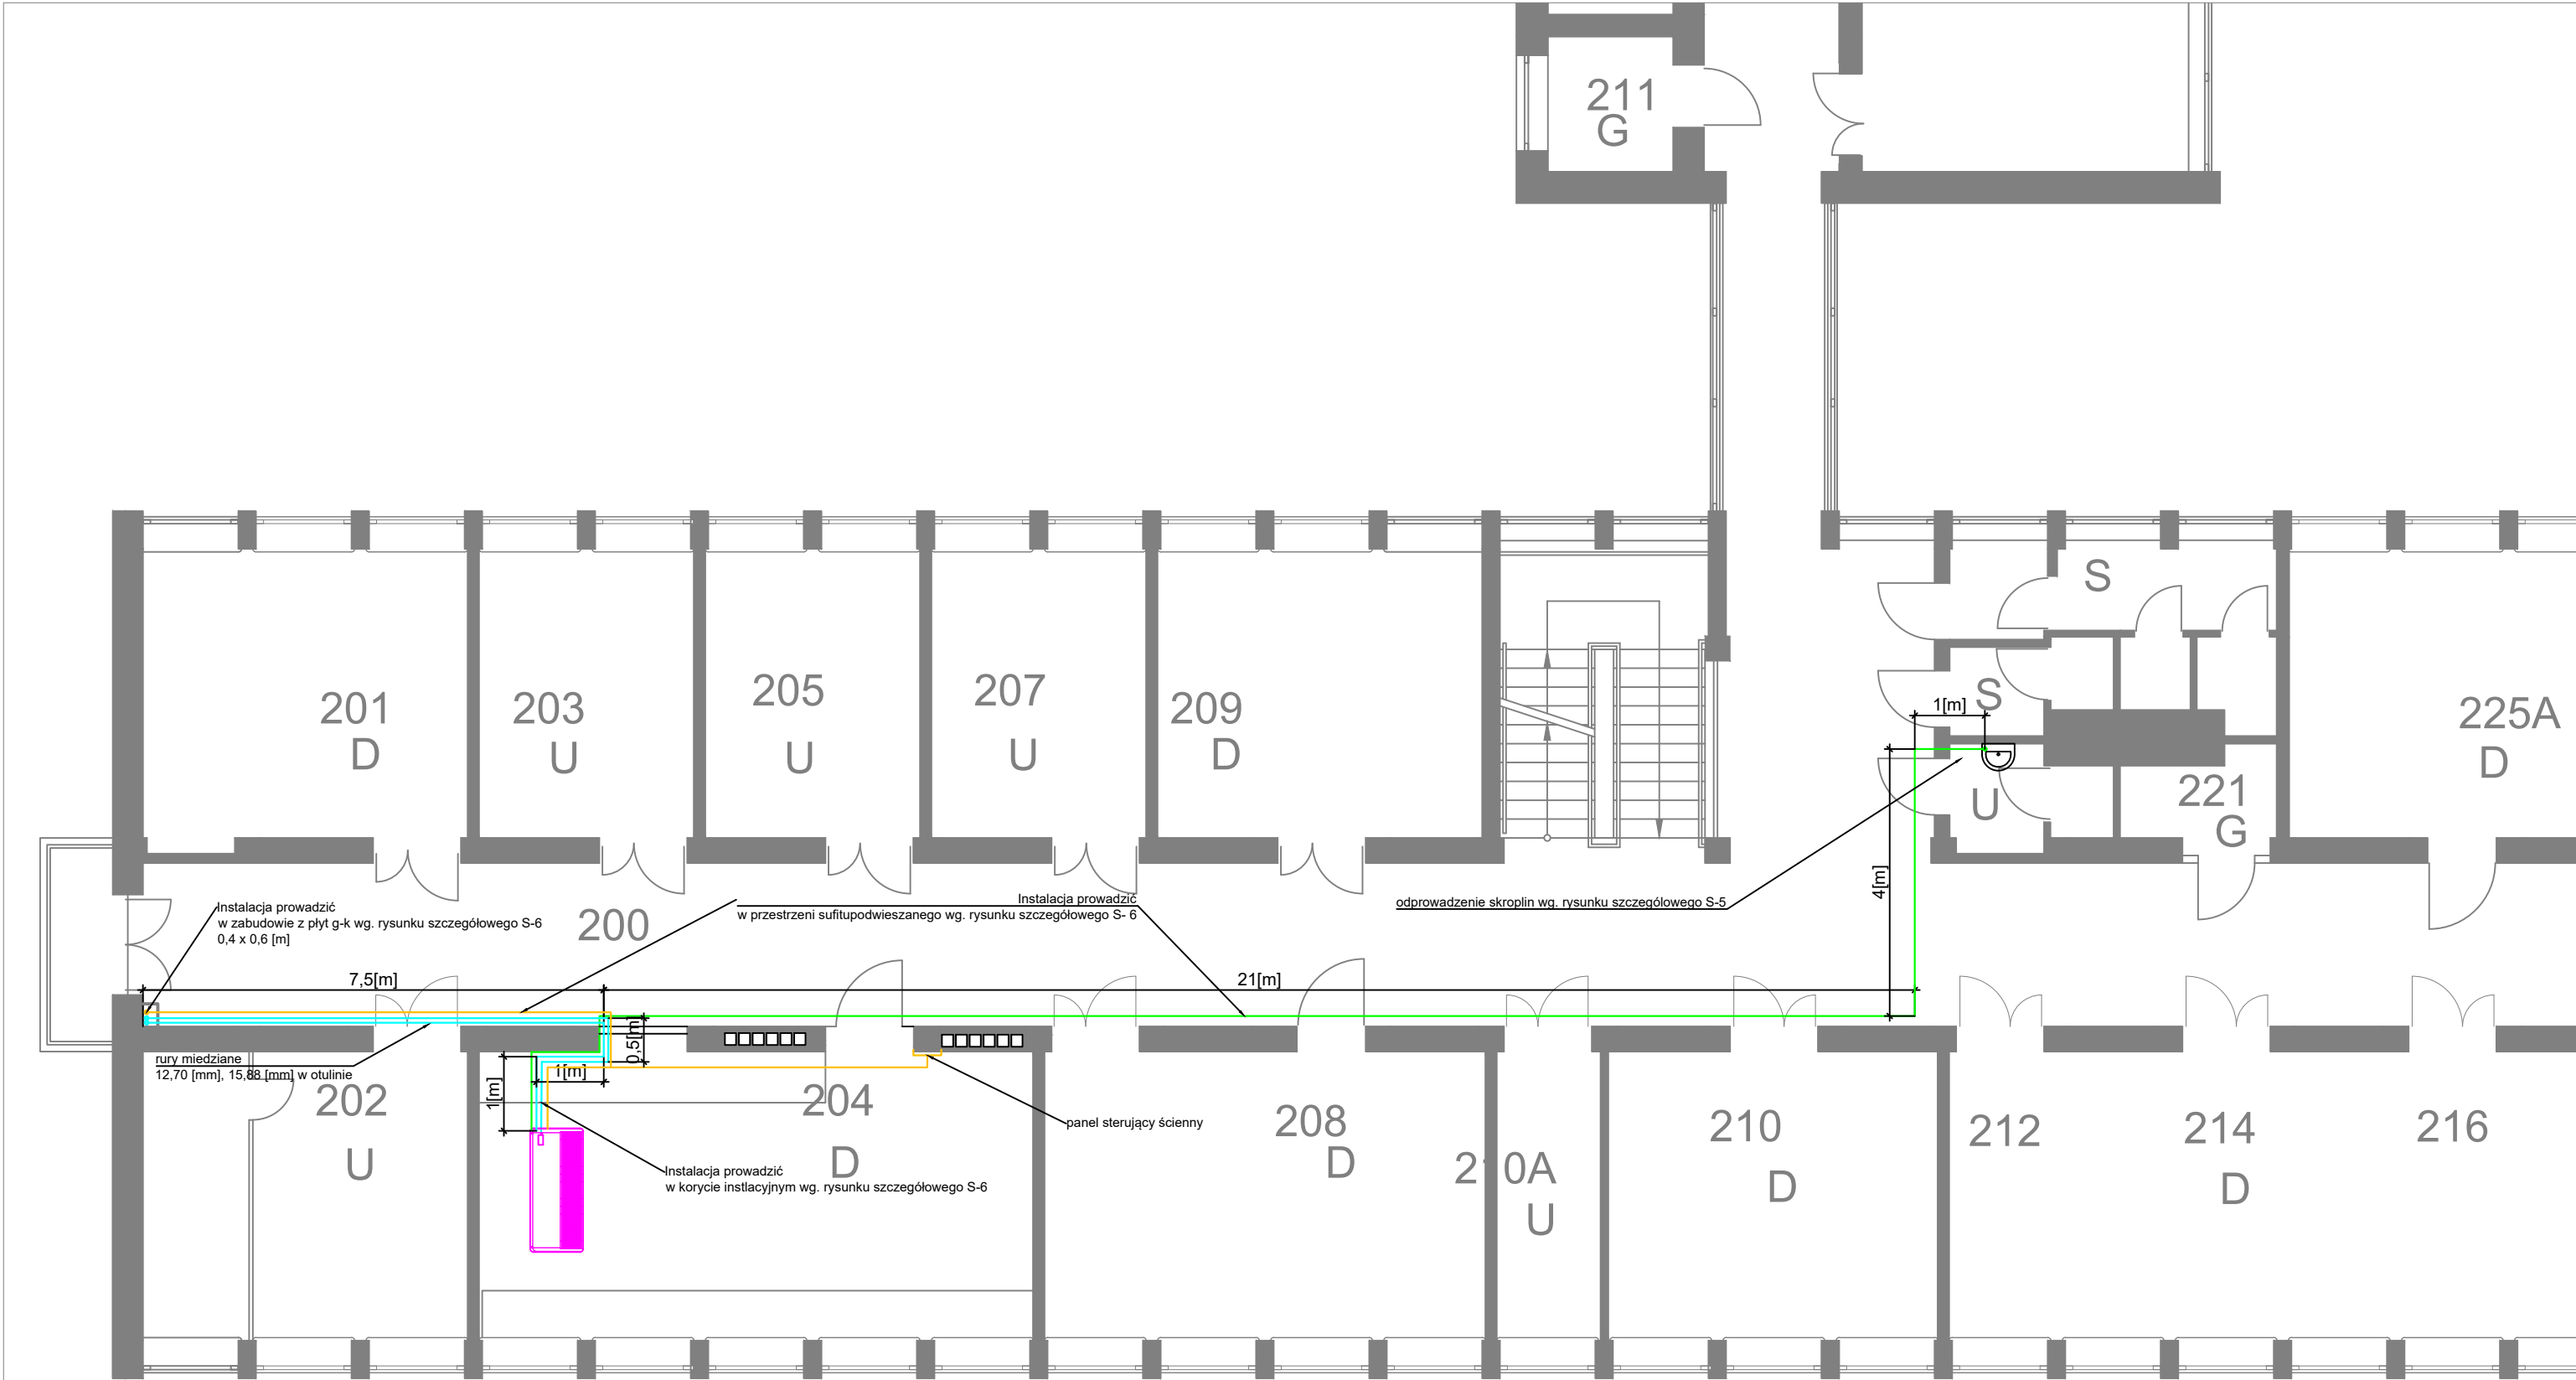 211
G
S
201
D
203
U
205
U
207
U
209
D
S
1[m]
225A
D
221
G
U
4[m]
Instalacja prowadzić
w zabudowie z płyt g-k wg. rysunku szczegółowego S-6
0,4 x 0,6 [m]
200
Instalacja prowadzić
w przestrzeni sufitupodwieszanego wg. rysunku szczegółowego S- 6
odprowadzenie skroplin wg. rysunku szczególowego S-5
7,5[m]
21[m]
0,5[m]
rury miedziane
12,70 [mm], 15,88 [mm] w otulinie
1[m]
1[m]
202
U
204
D
panel sterujący ścienny
Instalacja prowadzić
w korycie instlacyjnym wg. rysunku szczegółowego S-6
208
D
210A
U
210
D
212
214
D
216